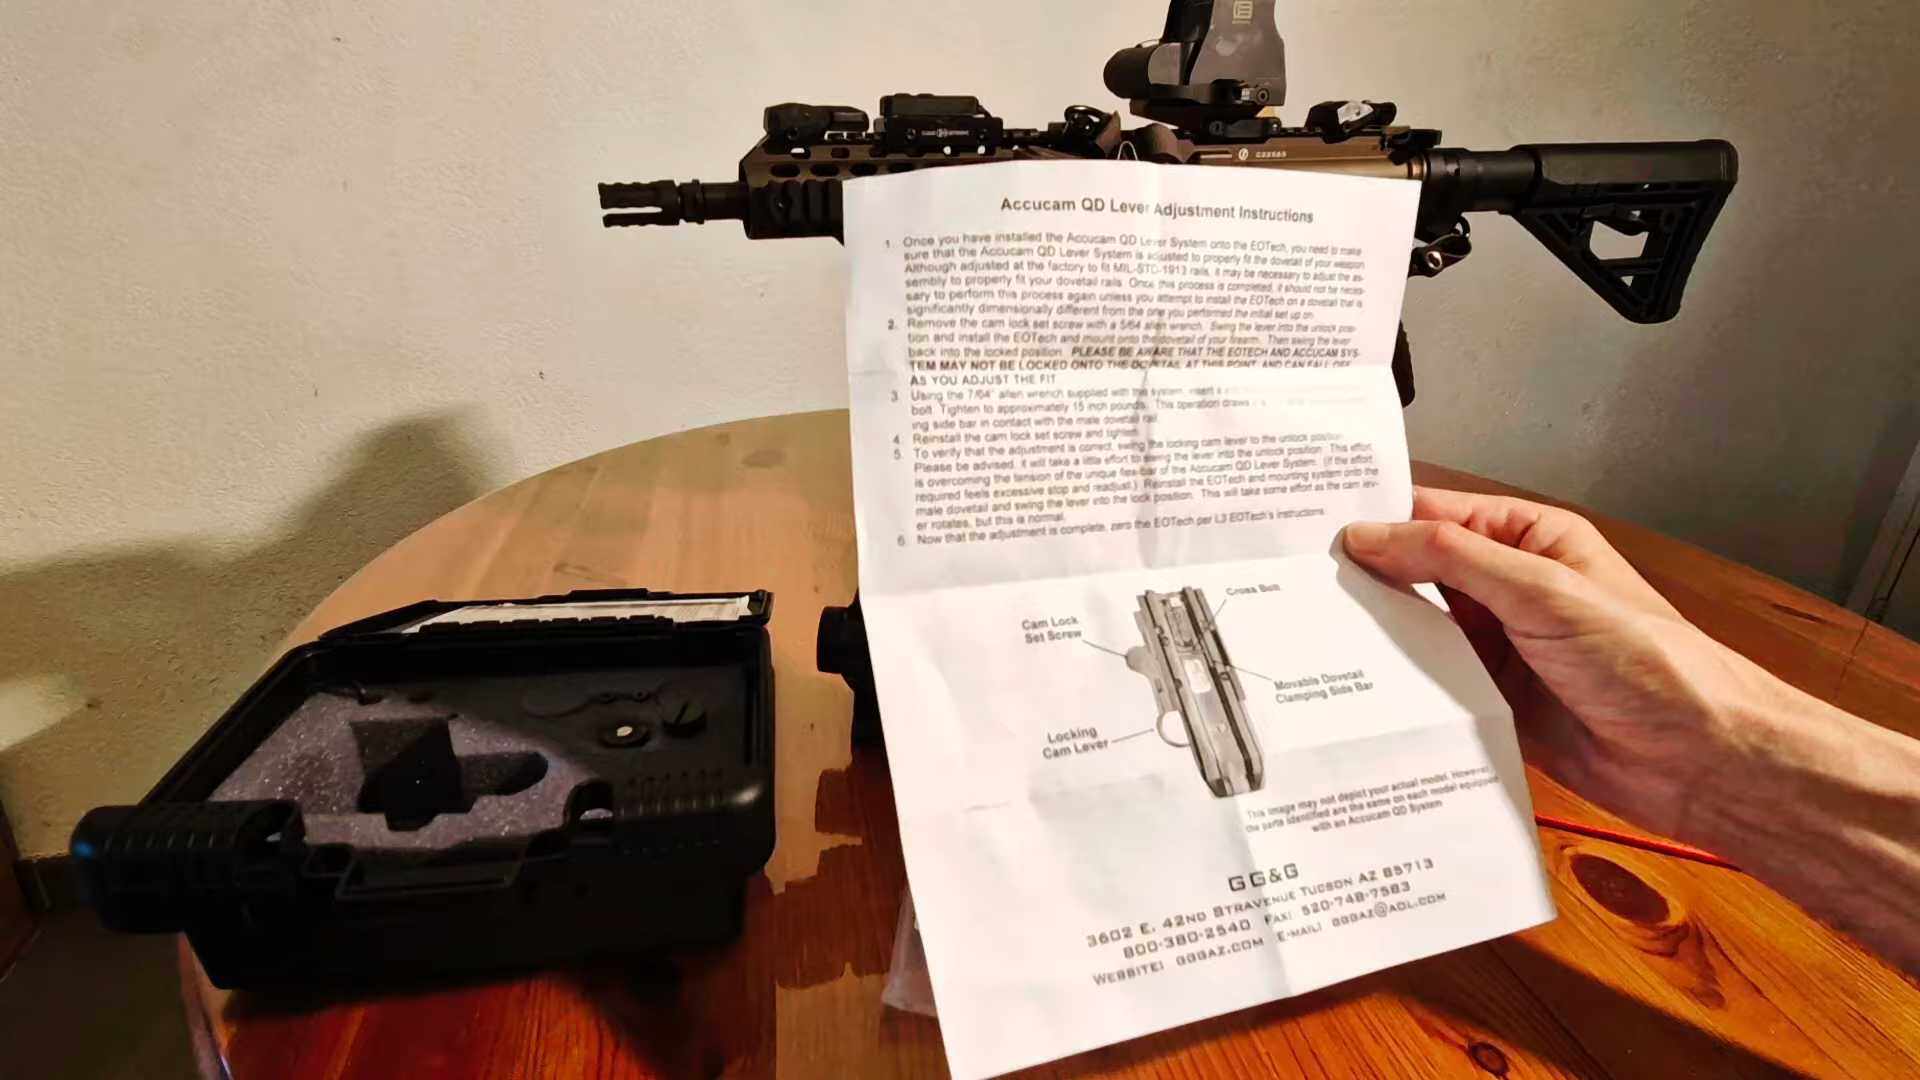 CZ2560
Accucam QD Lever Adjustment Instructions
1. Once you have installed the Accucam QD Lever System onto the EOTech, you need to make
sure that the Accucam QD Lever System is adjusted to properly fit the dovetail of your weapon.
Although adjusted at the factory to fit MIL-STD-1913 rails, it may be necessary to adjust the as-
sembly to properly fit your dovetail rails. Once this process is completed, it should not be neces-
sary to perform this process again unless you attempt to install the EOTech on a dovetail that is
significantly dimensionally different from the one you performed the initial set up on.
2. Remove the cam lock set screw with a 5/64 allen wrench. Swing the lever into the unlock posi-
tion and install the EOTech and mount onto the dovetail of your firearm. Then swing the lever
back into the locked position. PLEASE BE AWARE THAT THE EOTECH AND ACCUCAM SYS-
TEM MAY NOT BE LOCKED ONTO THE DOVETAIL AT THIS POINT AND CAN FALL OFF
AS YOU ADJUST THE FIT
3. Using the 7/64" allen wrench supplied with this system, insert it
bolt. Tighten to approximately 15 inch pounds. This operation draws
ing side bar in contact with the male dovetail rail.
4. Reinstall the cam lock set screw and tighten.
5. To verify that the adjustment is correct, swing the locking cam lever to the unlock position.
Please be advised, it will take a little effort to swing the lever into the unlock position. This effort
is overcoming the tension of the unique flex-bar of the Accucam QD Lever System. (If the effort
required feels excessive stop and readjust.) Reinstall the EOTech and mounting system onto the
male dovetail and swing the lever into the lock position. This will take some effort as the cam lev-
er rotates, but this is normal.
6. Now that the adjustment is complete, zero the EOTech per L3 EOTech's instructions.
Cross Bolt
Cam Lock
Set Screw
Movable Dovetail
Clamping Side Bar
Locking
Cam Lever
This image may not depict your actual model. However,
the parts identified are the same on each model equipped
with an Accucam QD System
GG&G
3602 E. 42ND STRAVENUE TUCSON AZ 85713
800-380-2540 FAX: 520-748-7583
WEBSITE: GGGAZ.COM E-MAIL: GGGAZ@AOL.COM